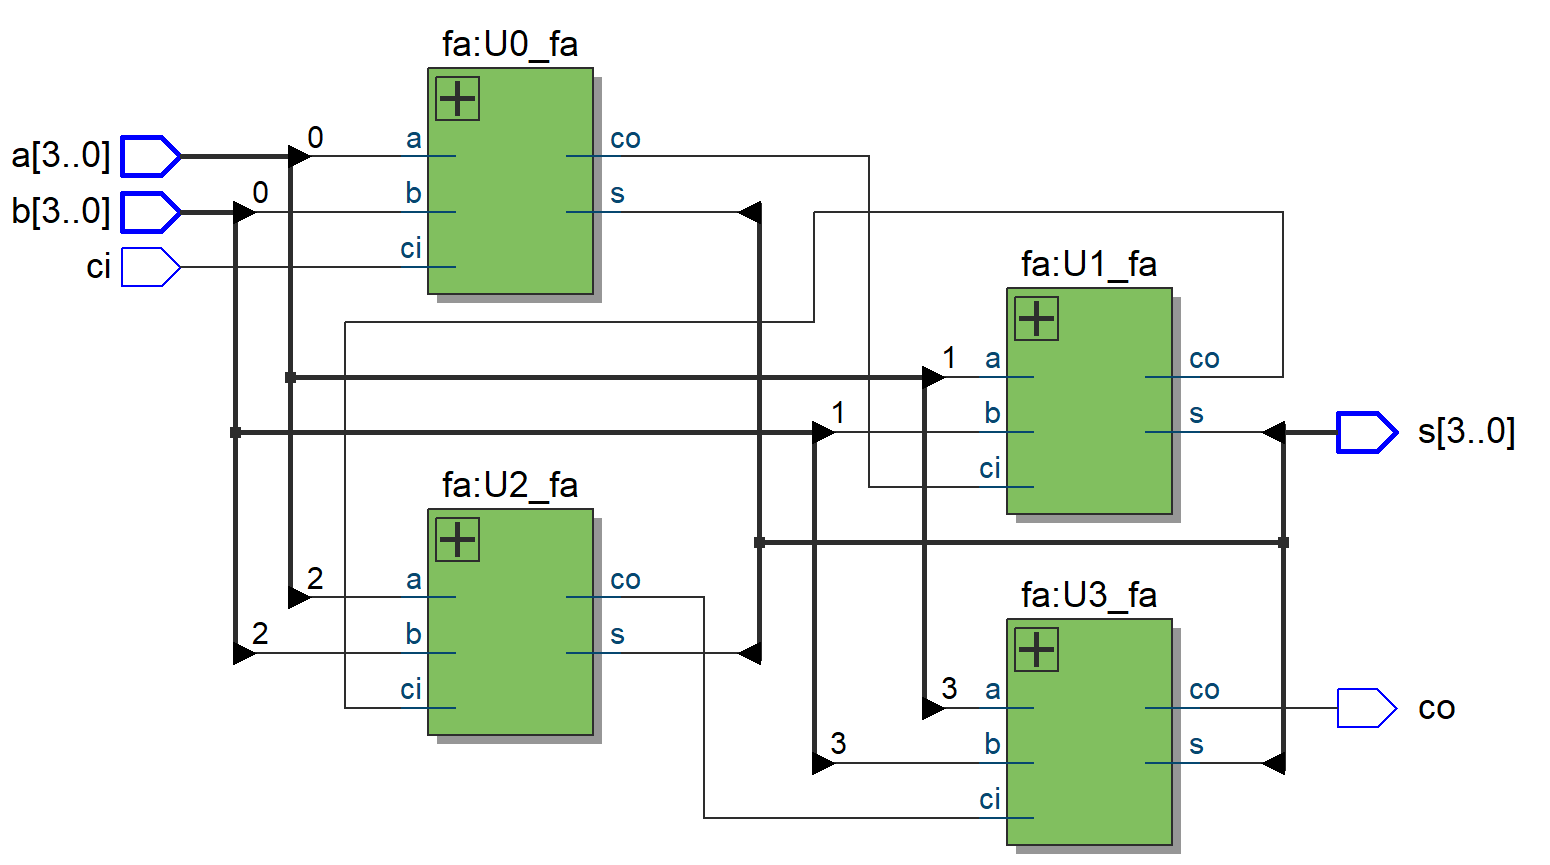 fa:U0_fa
a[3..0]
0
a
co
b[3..0]
0
b
s
ci
ci
fa:U1_fa
1
a
co
1
b
s
s[3..0]
ci
fa:U2_fa
2
a
co
2
b
s
ci
fa:U3_fa
3
a
co
co
3
b
s
ci